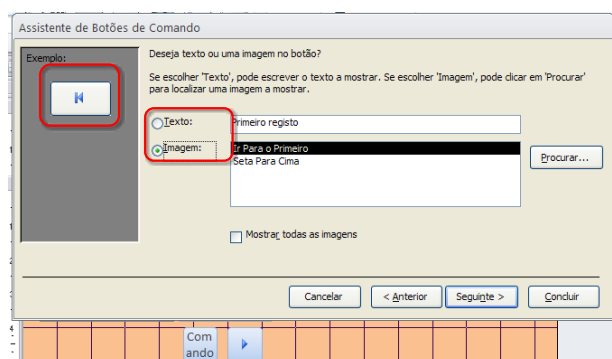 Assistente de Botões de Comando
Exemplo:
Deseja texto ou uma imagem no botão?
Se escolher 'Texto', pode escrever o texto a mostrar. Se escolher 'Imagem', pode clicar em 'Procurar'
para localizar uma imagem a mostrar.
Texto:
Primeiro registo
Imagem:
Ir Para o Primeiro
Seta Para Cima
Procurar...
Mostrar todas as imagens
Cancelar
< Anterior
Seguinte >
Concluir
Com
ando